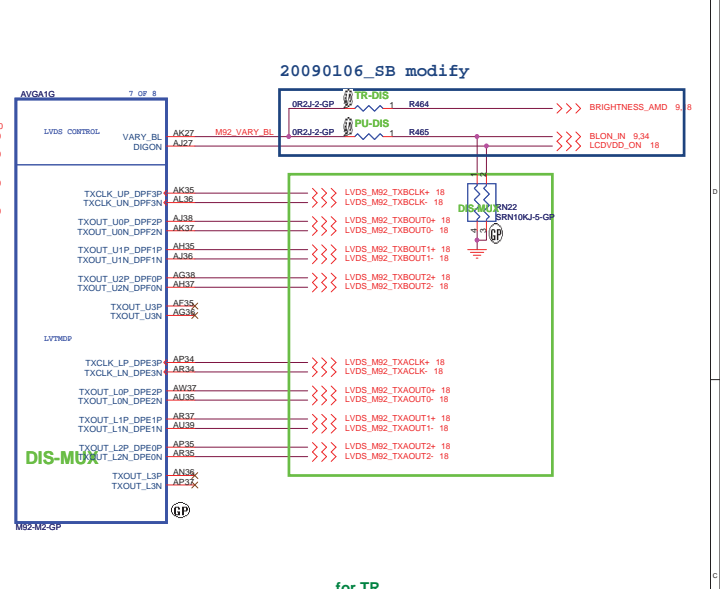 20090106_SB modify
AVGA1G 7 OF 8
LVDS CONTROL
VARY_BL AK27 M92_VARY_BL
DIGON AJ27
0R2J-2-GP TR-DIS 1 R464 BRIGHTNESS_AMD 9,18
0R2J-2-GP PU-DIS 1 R465 BLON_IN 9,34
LCDVDD_ON 18
1 2
DIS-MUX RN22
SRN10KJ-5-GP
4 3
GP
TXCLK_UP_DPF3P AK35 LVDS_M92_TXBCLK+ 18
TXCLK_UN_DPF3N AL36 LVDS_M92_TXBCLK- 18
TXOUT_U0P_DPF2P AJ38 LVDS_M92_TXBOUT0+ 18
TXOUT_U0N_DPF2N AK37 LVDS_M92_TXBOUT0- 18
TXOUT_U1P_DPF1P AH35 LVDS_M92_TXBOUT1+ 18
TXOUT_U1N_DPF1N AJ36 LVDS_M92_TXBOUT1- 18
TXOUT_U2P_DPF0P AG38 LVDS_M92_TXBOUT2+ 18
TXOUT_U2N_DPF0N AH37 LVDS_M92_TXBOUT2- 18
TXOUT_U3P AF35
TXOUT_U3N AG36
LVTMDP
TXCLK_LP_DPE3P AP34 LVDS_M92_TXACLK+ 18
TXCLK_LN_DPE3N AR34 LVDS_M92_TXACLK- 18
TXOUT_L0P_DPE2P AW37 LVDS_M92_TXAOUT0+ 18
TXOUT_L0N_DPE2N AU35 LVDS_M92_TXAOUT0- 18
TXOUT_L1P_DPE1P AR37 LVDS_M92_TXAOUT1+ 18
TXOUT_L1N_DPE1N AU39 LVDS_M92_TXAOUT1- 18
TXOUT_L2P_DPE0P AP35 LVDS_M92_TXAOUT2+ 18
TXOUT_L2N_DPE0N AR35 LVDS_M92_TXAOUT2- 18
DIS-MUX
TXOUT_L3P AN36
TXOUT_L3N AP37
GP
M92-M2-GP
for TR
D
C